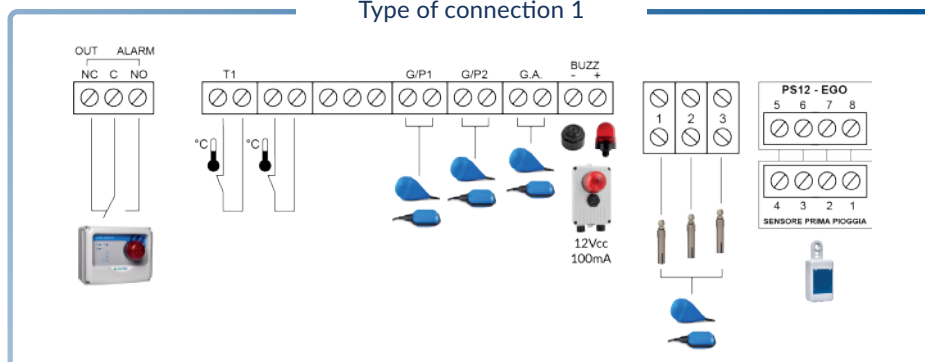 Type of connection 1
OUT ALARM
NC C NO
T1
G/P1
G/P2
G.A.
BUZZ
- +
°C
°C
12Vcc
100mA
1 2 3
PS12 - EGO
5 6 7 8
4 3 2 1
SENSORE PRIMA PIOGGIA